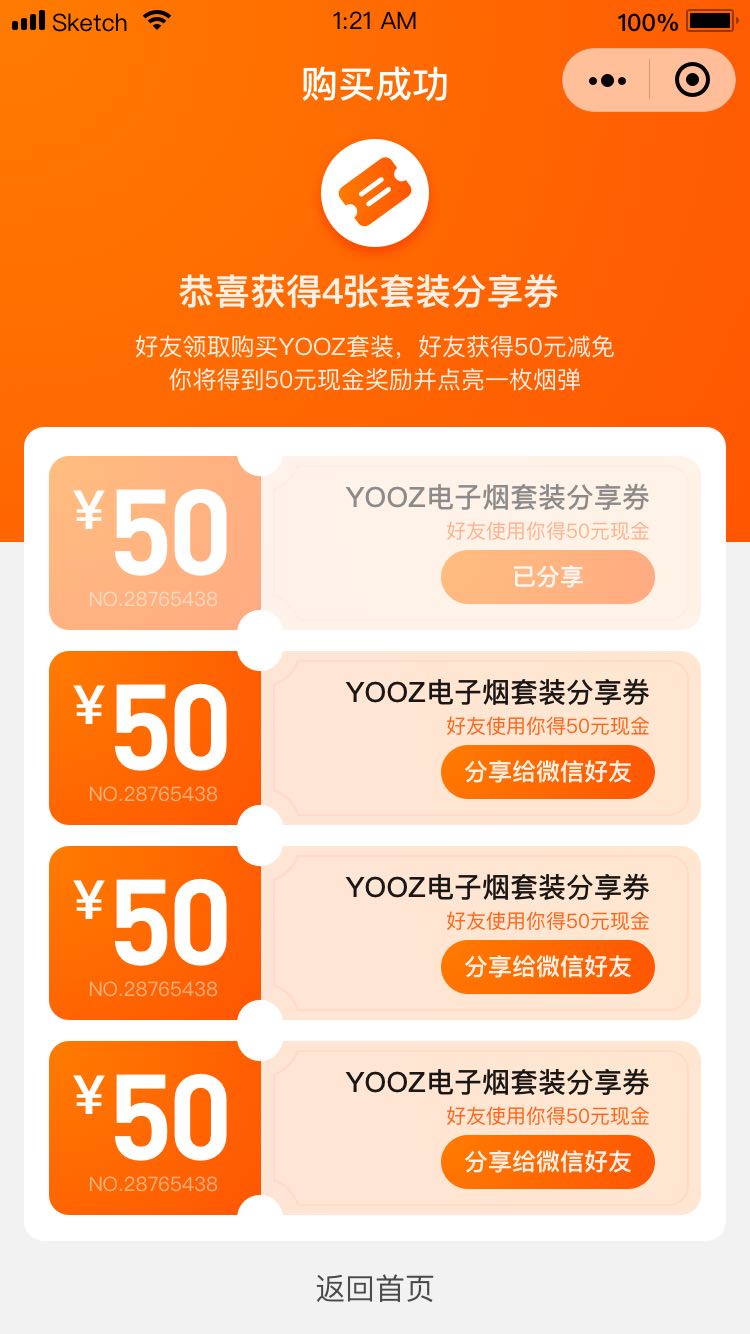 Sketch 1:21 AM 100%
购买成功
恭喜获得4张套装分享券
好友领取购买YOOZ套装，好友获得50元减免
你将得到50元现金奖励并点亮一枚烟弹
¥50
NO.28765438
YOOZ电子烟套装分享券
好友使用你得50元现金
已分享
¥50
NO.28765438
YOOZ电子烟套装分享券
好友使用你得50元现金
分享给微信好友
¥50
NO.28765438
YOOZ电子烟套装分享券
好友使用你得50元现金
分享给微信好友
¥50
NO.28765438
YOOZ电子烟套装分享券
好友使用你得50元现金
分享给微信好友
返回首页